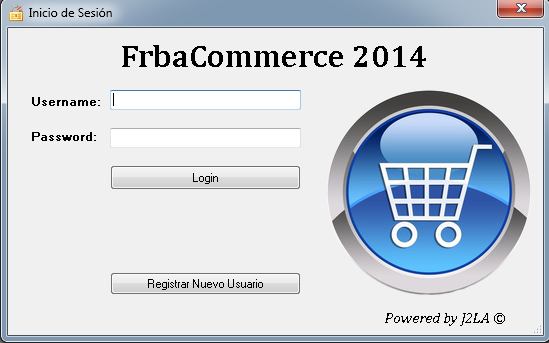 Inicio de Sesión
FrbaCommerce 2014
Username:
Password:
Login
Registrar Nuevo Usuario
Powered by J2LA ©